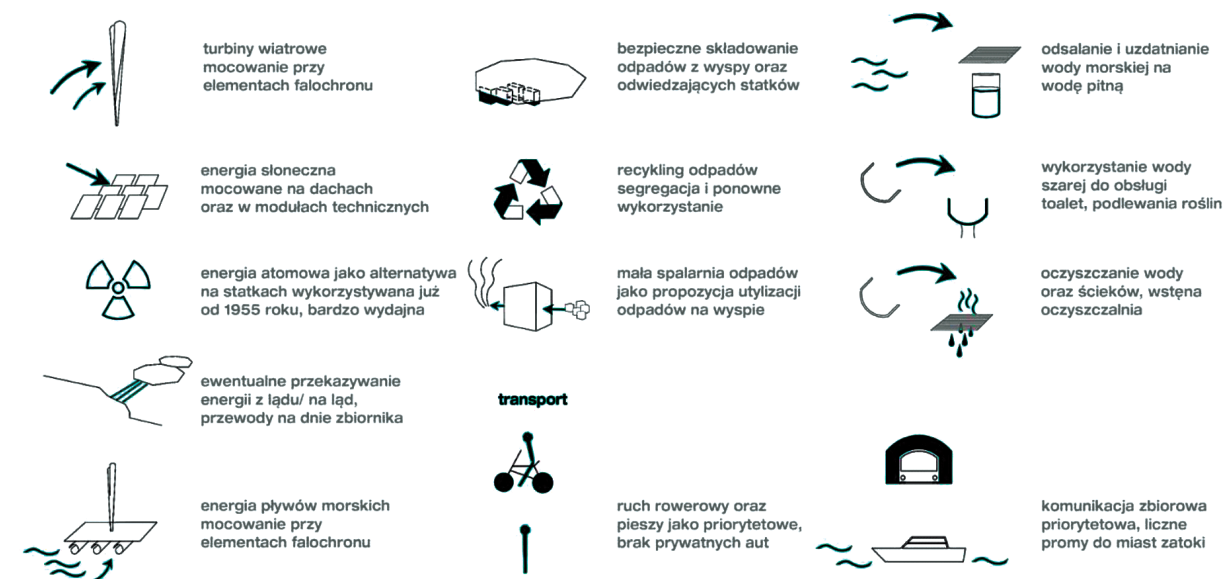 turbiny wiatrowe
mocowanie przy
elementach falochronu
energia słoneczna
mocowane na dachach
oraz w modułach technicznych
energia atomowa jako alternatywa
na statkach wykorzystywana już
od 1955 roku, bardzo wydajna
ewentualne przekazywanie
energii z lądu/ na ląd,
przewody na dnie zbiornika
energia pływów morskich
mocowanie przy
elementach falochronu
bezpieczne składowanie
odpadów z wyspy oraz
odwiedzających statków
recykling odpadów
segregacja i ponowne
wykorzystanie
mała spalarnia odpadów
jako propozycja utylizacji
odpadów na wyspie
transport
ruch rowerowy oraz
pieszy jako priorytetowe,
brak prywatnych aut
odsalanie i uzdatnianie
wody morskiej na
wodę pitną
wykorzystanie wody
szarej do obsługi
toalet, podlewania roślin
oczyszczanie wody
oraz ścieków, wstęna
oczyszczalnia
komunikacja zbiorowa
priorytetowa, liczne
promy do miast zatoki